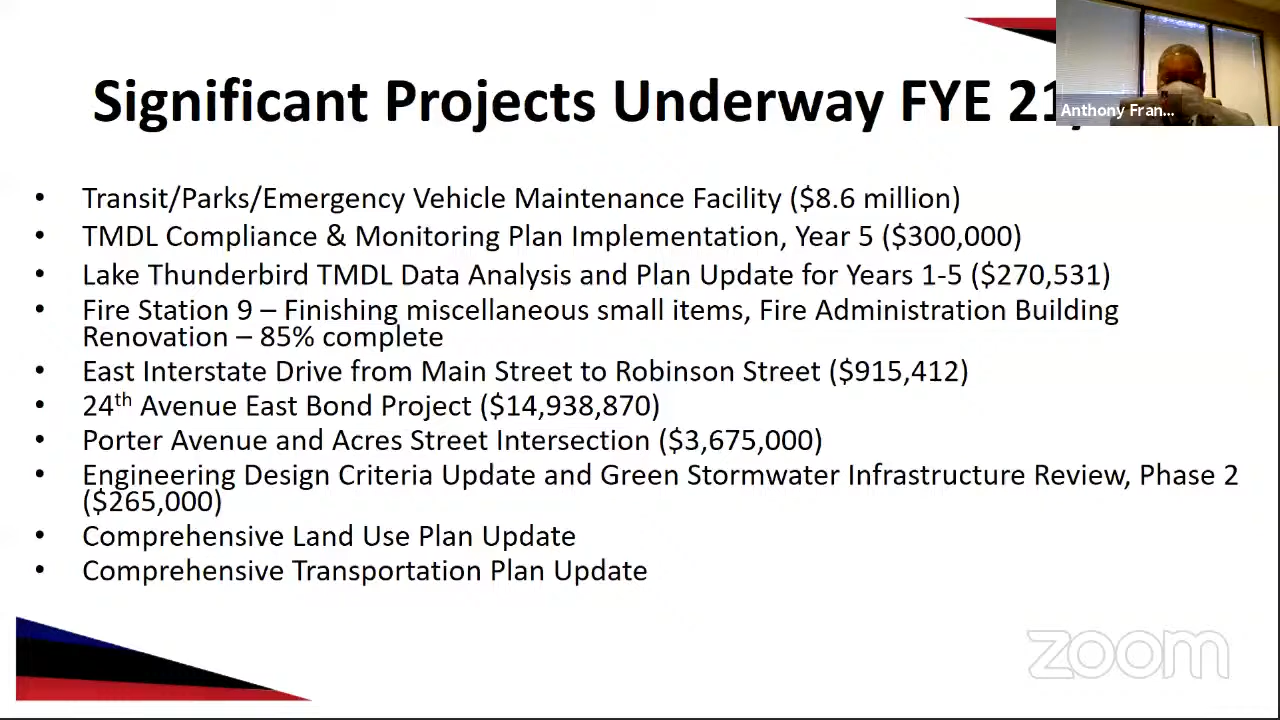 Significant Projects Underway FYE 21,
Anthony Fran...
• Transit/Parks/Emergency Vehicle Maintenance Facility ($8.6 million)
• TMDL Compliance & Monitoring Plan Implementation, Year 5 ($300,000)
• Lake Thunderbird TMDL Data Analysis and Plan Update for Years 1-5 ($270,531)
• Fire Station 9 – Finishing miscellaneous small items, Fire Administration Building
Renovation – 85% complete
• East Interstate Drive from Main Street to Robinson Street ($915,412)
• 24th Avenue East Bond Project ($14,938,870)
• Porter Avenue and Acres Street Intersection ($3,675,000)
• Engineering Design Criteria Update and Green Stormwater Infrastructure Review, Phase 2
($265,000)
• Comprehensive Land Use Plan Update
• Comprehensive Transportation Plan Update
zoom